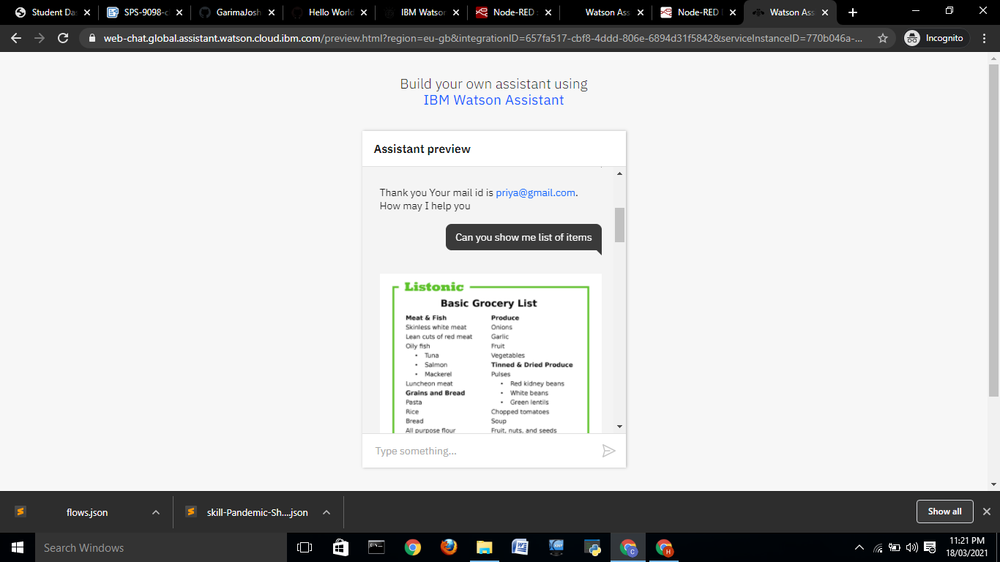 Student Da
SPS-9098-c
GarimaJosh
Hello World
IBM Watson
Node-RED
Watson Ass
Node-RED
Watson Ass
web-chat.global.assistant.watson.cloud.ibm.com/preview.html?region=eu-gb&integrationID=657fa517-cbf8-4ddd-806e-6894d31f5842&serviceInstanceID=770b046a-...
Incognito
Build your own assistant using
IBM Watson Assistant
Assistant preview
Thank you Your mail id is priya@gmail.com.
How may I help you
Can you show me list of items
Listonic
Basic Grocery List
Meat & Fish
Skinless white meat
Lean cuts of red meat
Oily fish
• Tuna
• Salmon
• Mackerel
Luncheon meat
Grains and Bread
Pasta
Rice
Bread
All purpose flour
Produce
Onions
Garlic
Fruit
Vegetables
Tinned & Dried Produce
Pulses
• Red kidney beans
• White beans
• Green lentils
Chopped tomatoes
Soup
Fruit, nuts, and seeds
Type something...
flows.json
skill-Pandemic-Sh....json
Show all
Search Windows
11:21 PM
18/03/2021